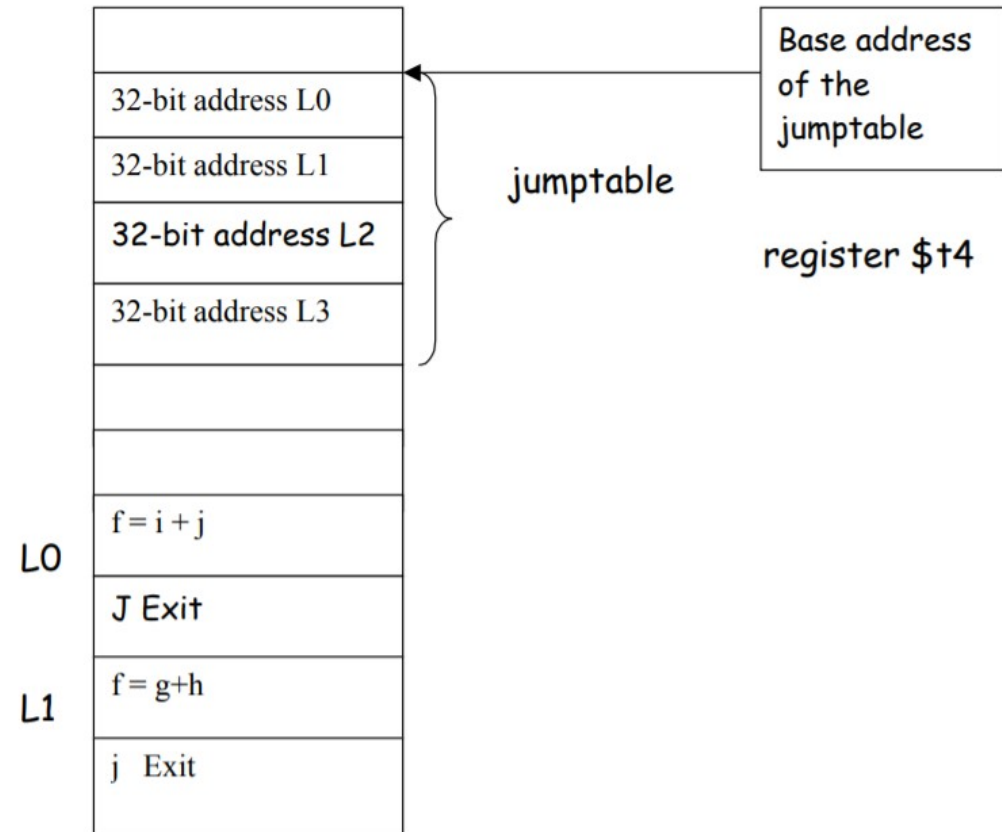 Base address
of the
jumptable
32-bit address L0
32-bit address L1
jumptable
32-bit address L2
register $t4
32-bit address L3
f = i + j
L0
J Exit
f = g+h
L1
j Exit